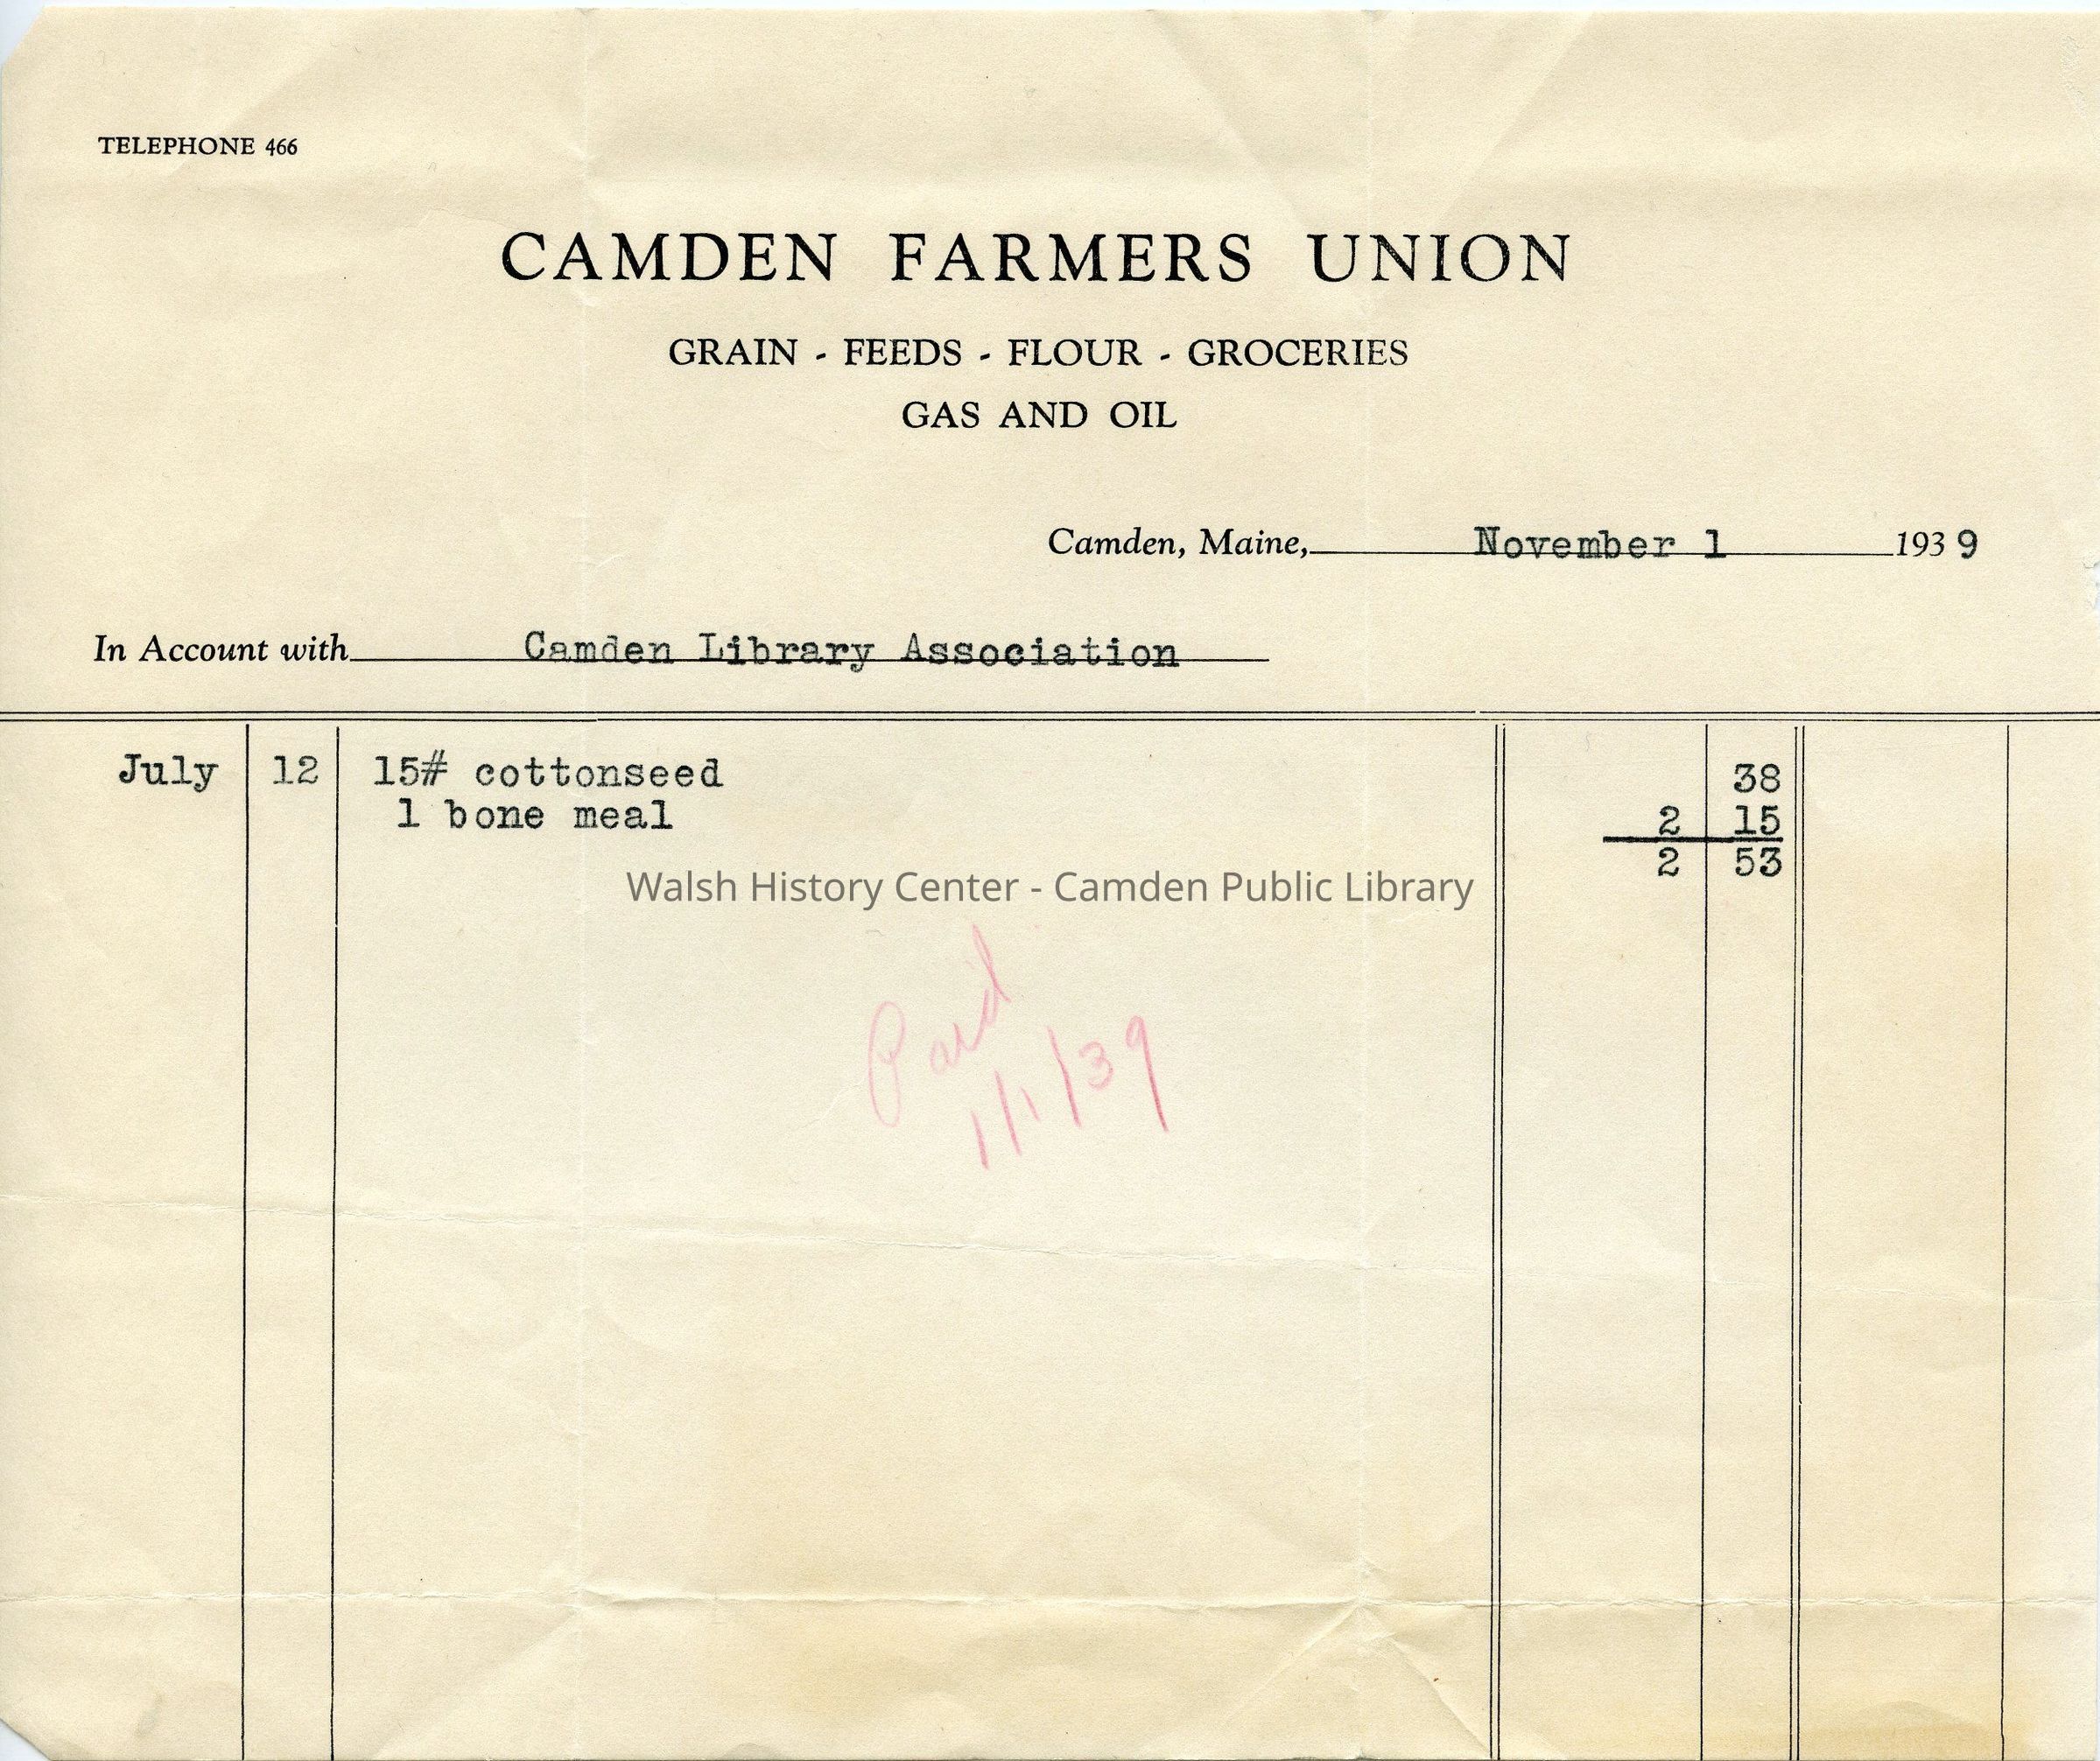 TELEPHONE 466
CAMDEN FARMERS UNION
GRAIN - FEEDS - FLOUR - GROCERIES
GAS AND OIL
Camden, Maine, November 1 1939
In Account with Camden Library Association
July 12 15# cottonseed 38
1 bone meal 2 15
2 53
Walsh History Center - Camden Public Library
Paid
1/1/39